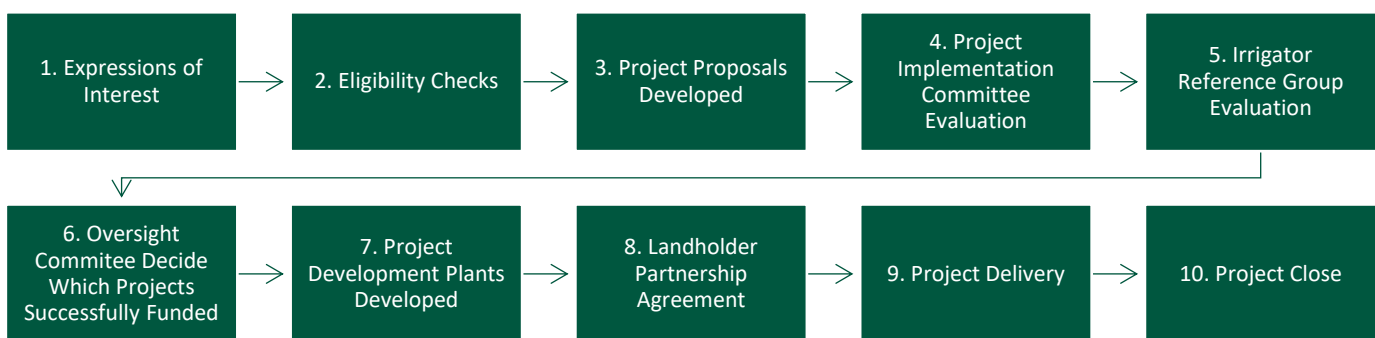 1. Expressions of
Interest
2. Eligibility Checks
3. Project Proposals
Developed
4. Project
Implementation
Committee
Evaluation
5. Irrigator
Reference Group
Evaluation
6. Oversight
Commitee Decide
Which Projects
Successfully Funded
7. Project
Development Plants
Developed
8. Landholder
Partnership
Agreement
9. Project Delivery
10. Project Close